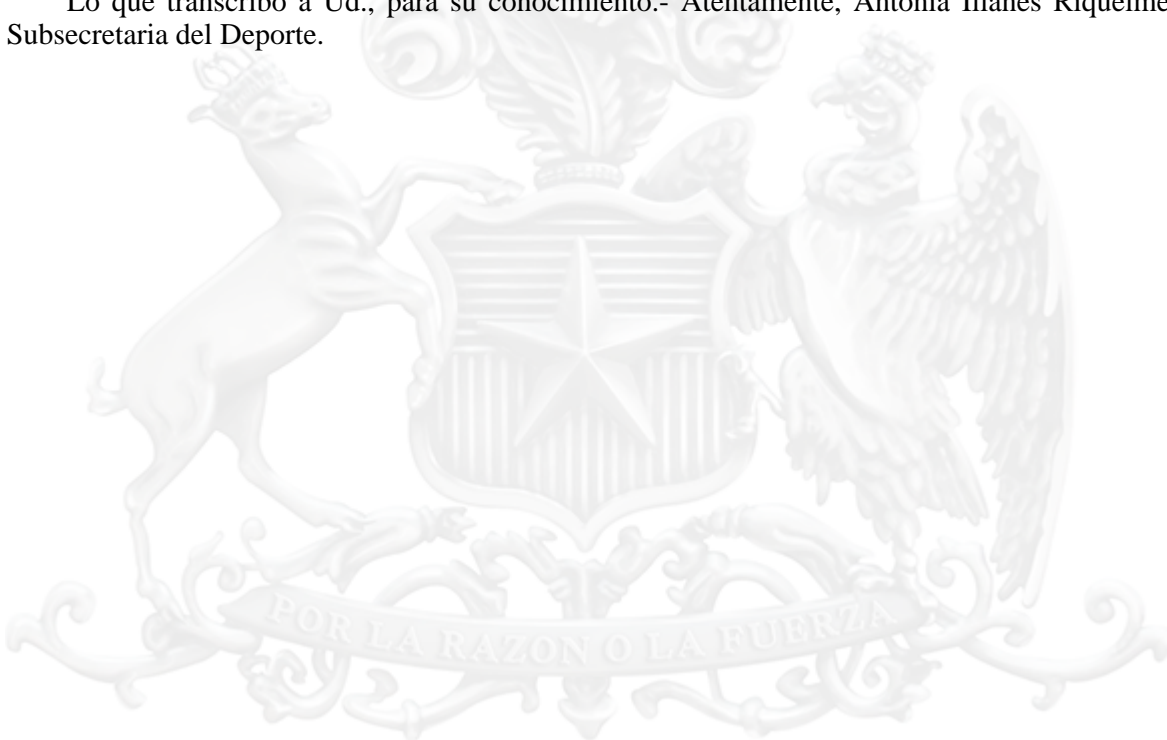 Lo que transcribo a Ud., para su conocimiento.- Atentamente, Antonia Illanes Riquelme
Subsecretaria del Deporte.
POR LA RAZON O LA FUERZA